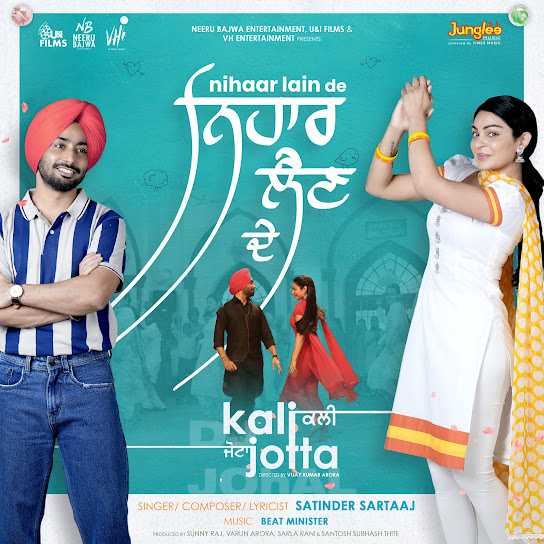 NEERU BAJWA ENTERTAINMENT, U&I FILMS &
VH ENTERTAINMENT PRESENTS
U&I
FILMS
NB
NEERU
BAJWA
VH
Junglee
MUSIC
nihaar lain de
ਨਿਹਾਰ
ਲੈਣ
ਦੇ
kali ਕਲੀ
ਜੋਟਾ jotta
DIRECTED BY VIJAY KUMAR ARORA
SINGER/ COMPOSER/ LYRICIST SATINDER SARTAAJ
MUSIC BEAT MINISTER
PRODUCED BY SUNNY RAJ, VARUN ARORA, SARLA RANI & SANTOSH SUBHASH THITE